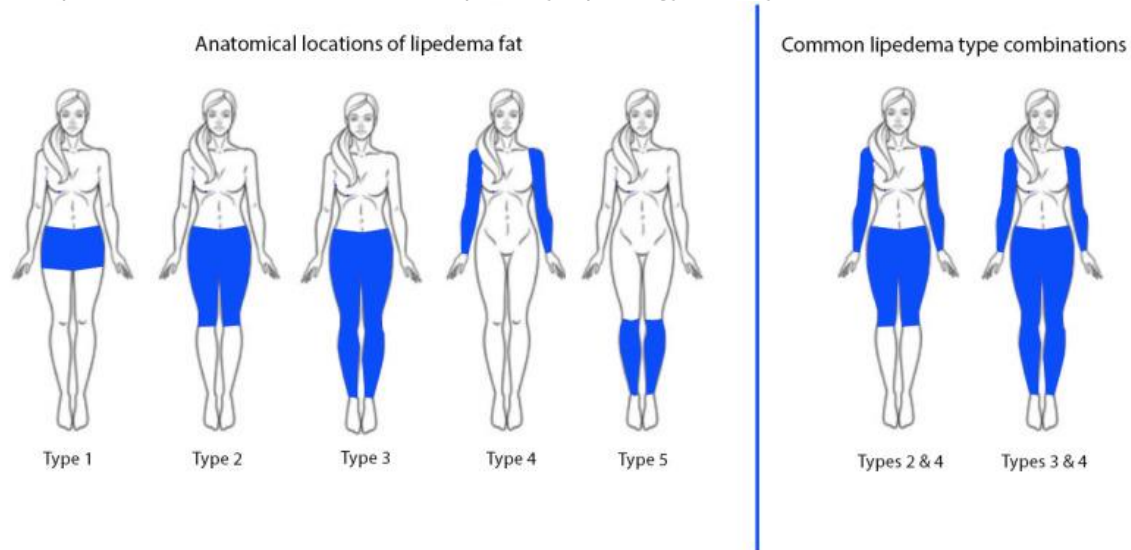 Anatomical locations of lipedema fat
Common lipedema type combinations
Type 1
Type 2
Type 3
Type 4
Type 5
Types 2 & 4
Types 3 & 4